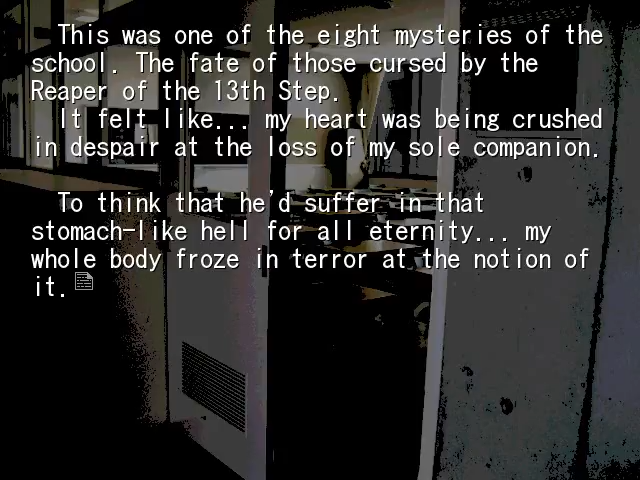 This was one of the eight mysteries of the
school. The fate of those cursed by the
Reaper of the 13th Step.
It felt like... my heart was being crushed
in despair at the loss of my sole companion.
To think that he'd suffer in that
stomach-like hell for all eternity... my
whole body froze in terror at the notion of
it.